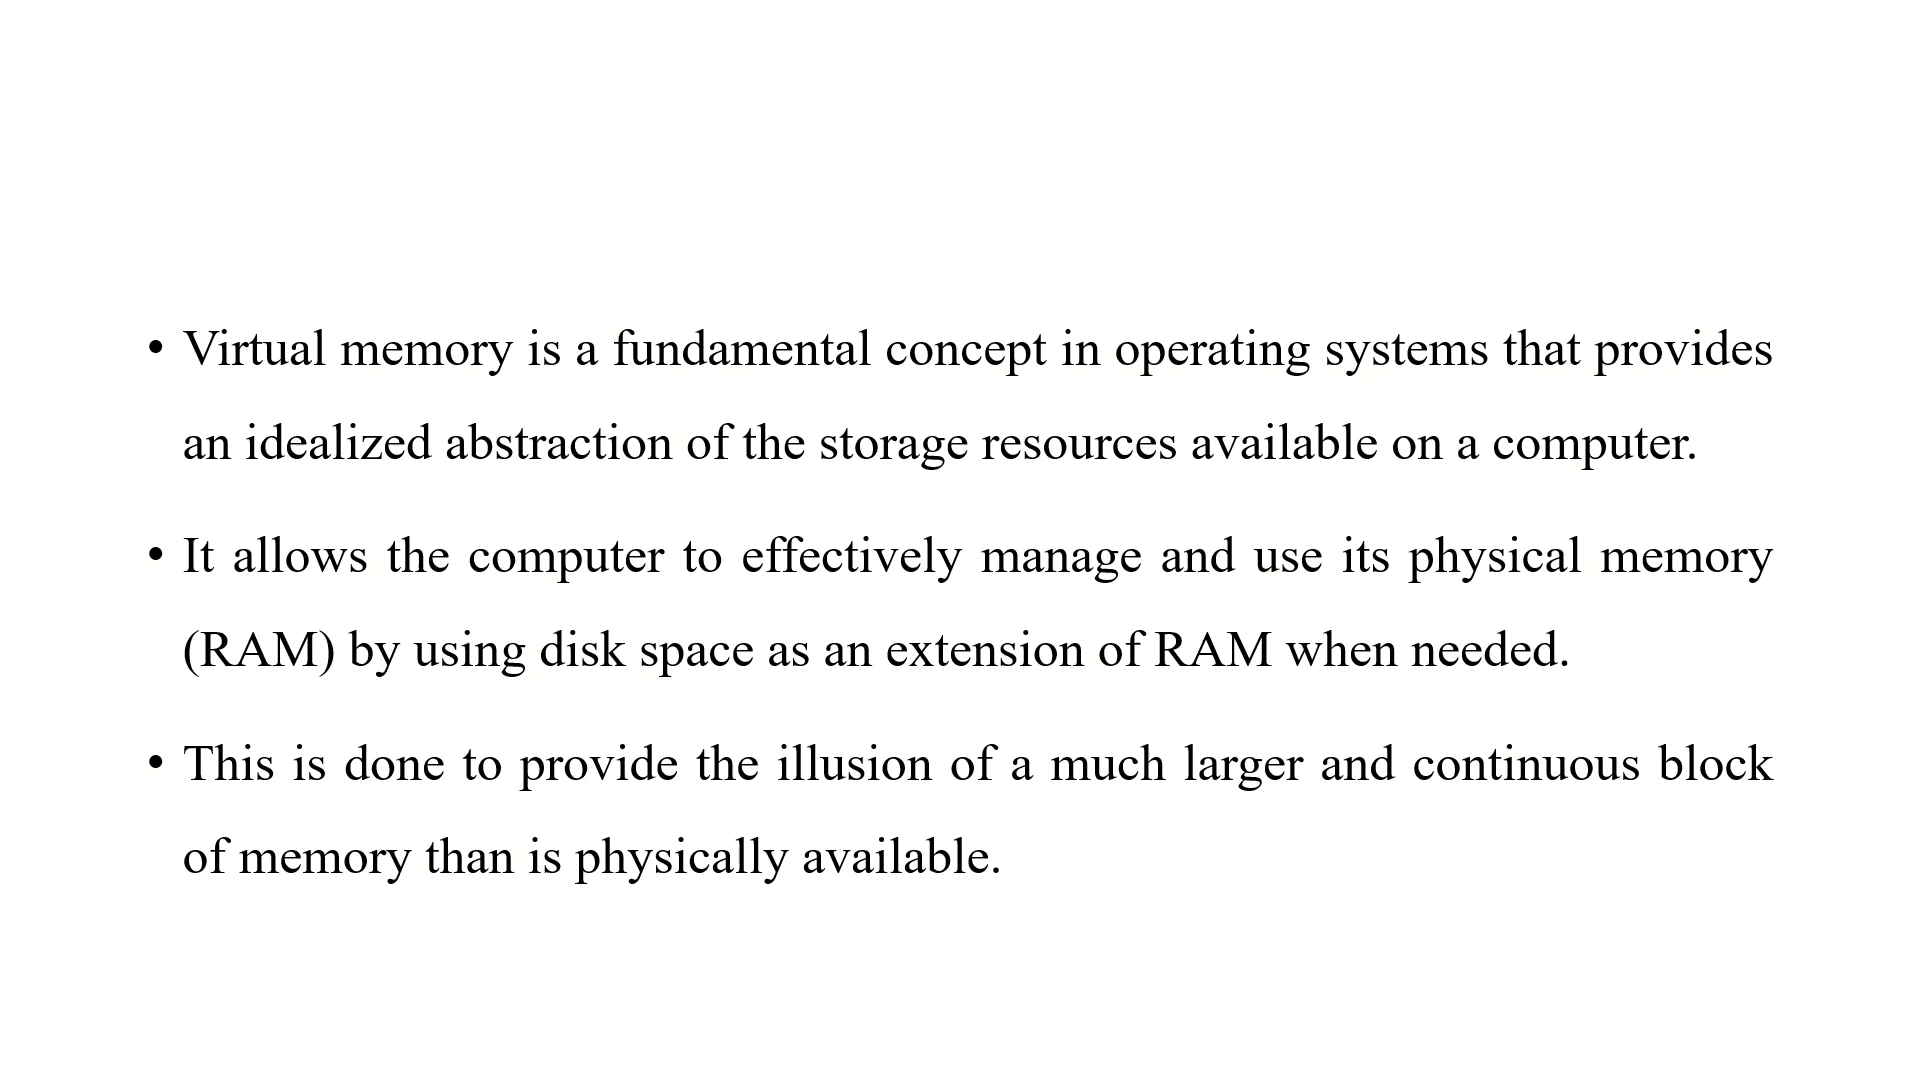 • Virtual memory is a fundamental concept in operating systems that provides
an idealized abstraction of the storage resources available on a computer.
• It allows the computer to effectively manage and use its physical memory
(RAM) by using disk space as an extension of RAM when needed.
• This is done to provide the illusion of a much larger and continuous block
of memory than is physically available.